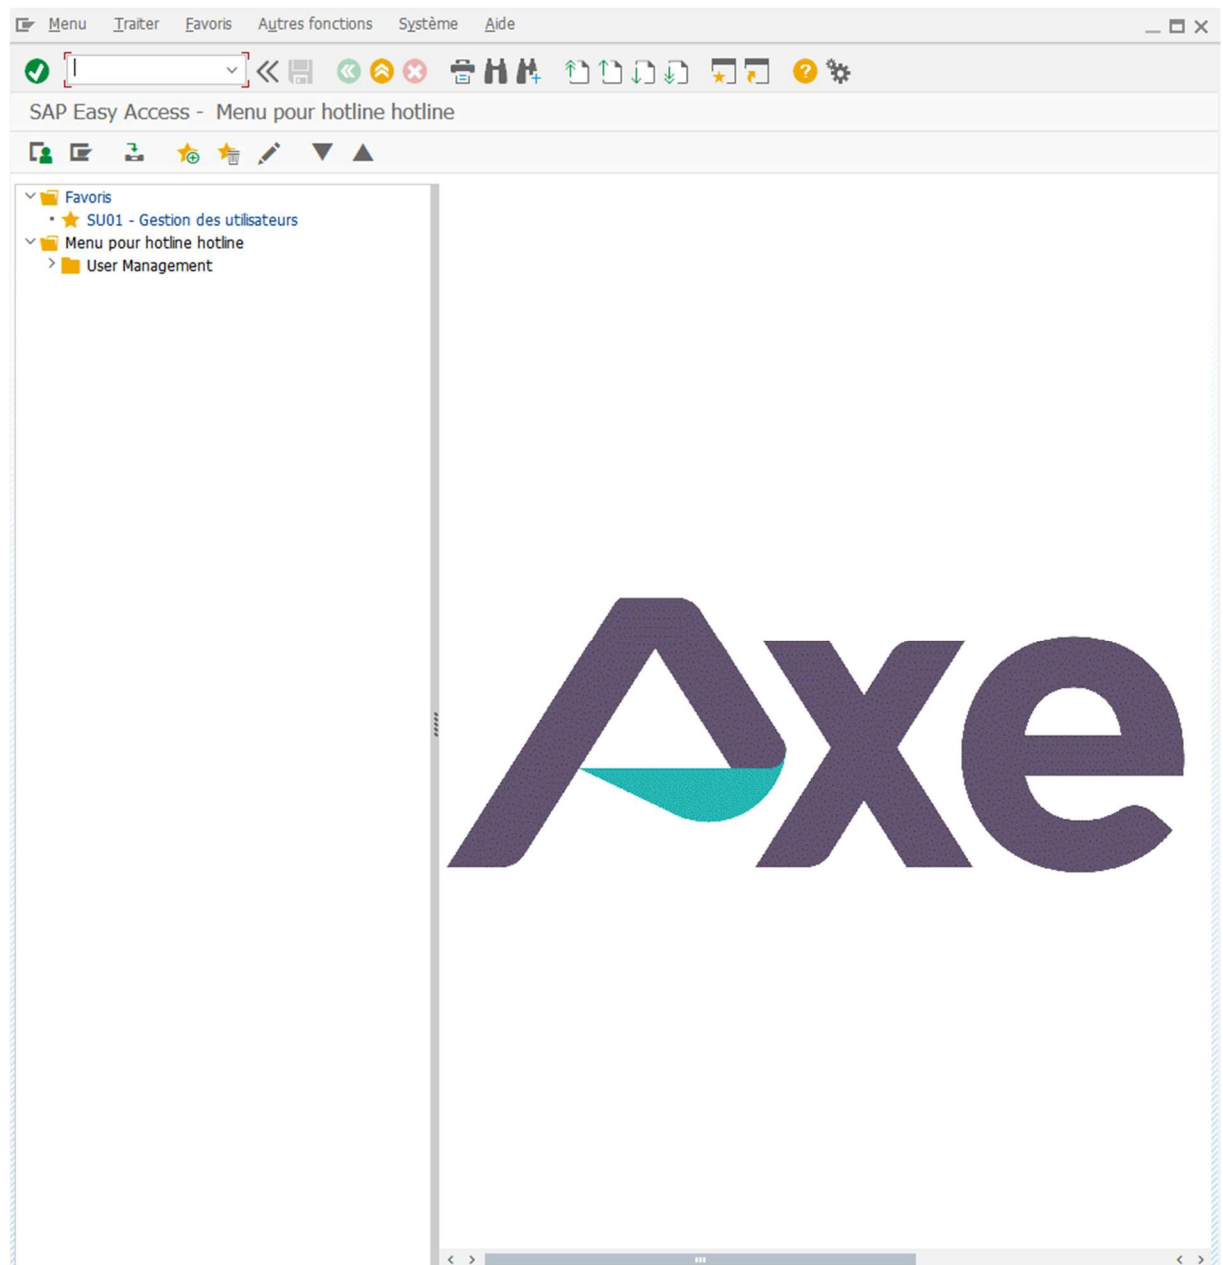 Menu Traiter Favoris Autres fonctions Système Aide
SAP Easy Access - Menu pour hotline hotline
Favoris
SU01 - Gestion des utilisateurs
Menu pour hotline hotline
User Management
Axe